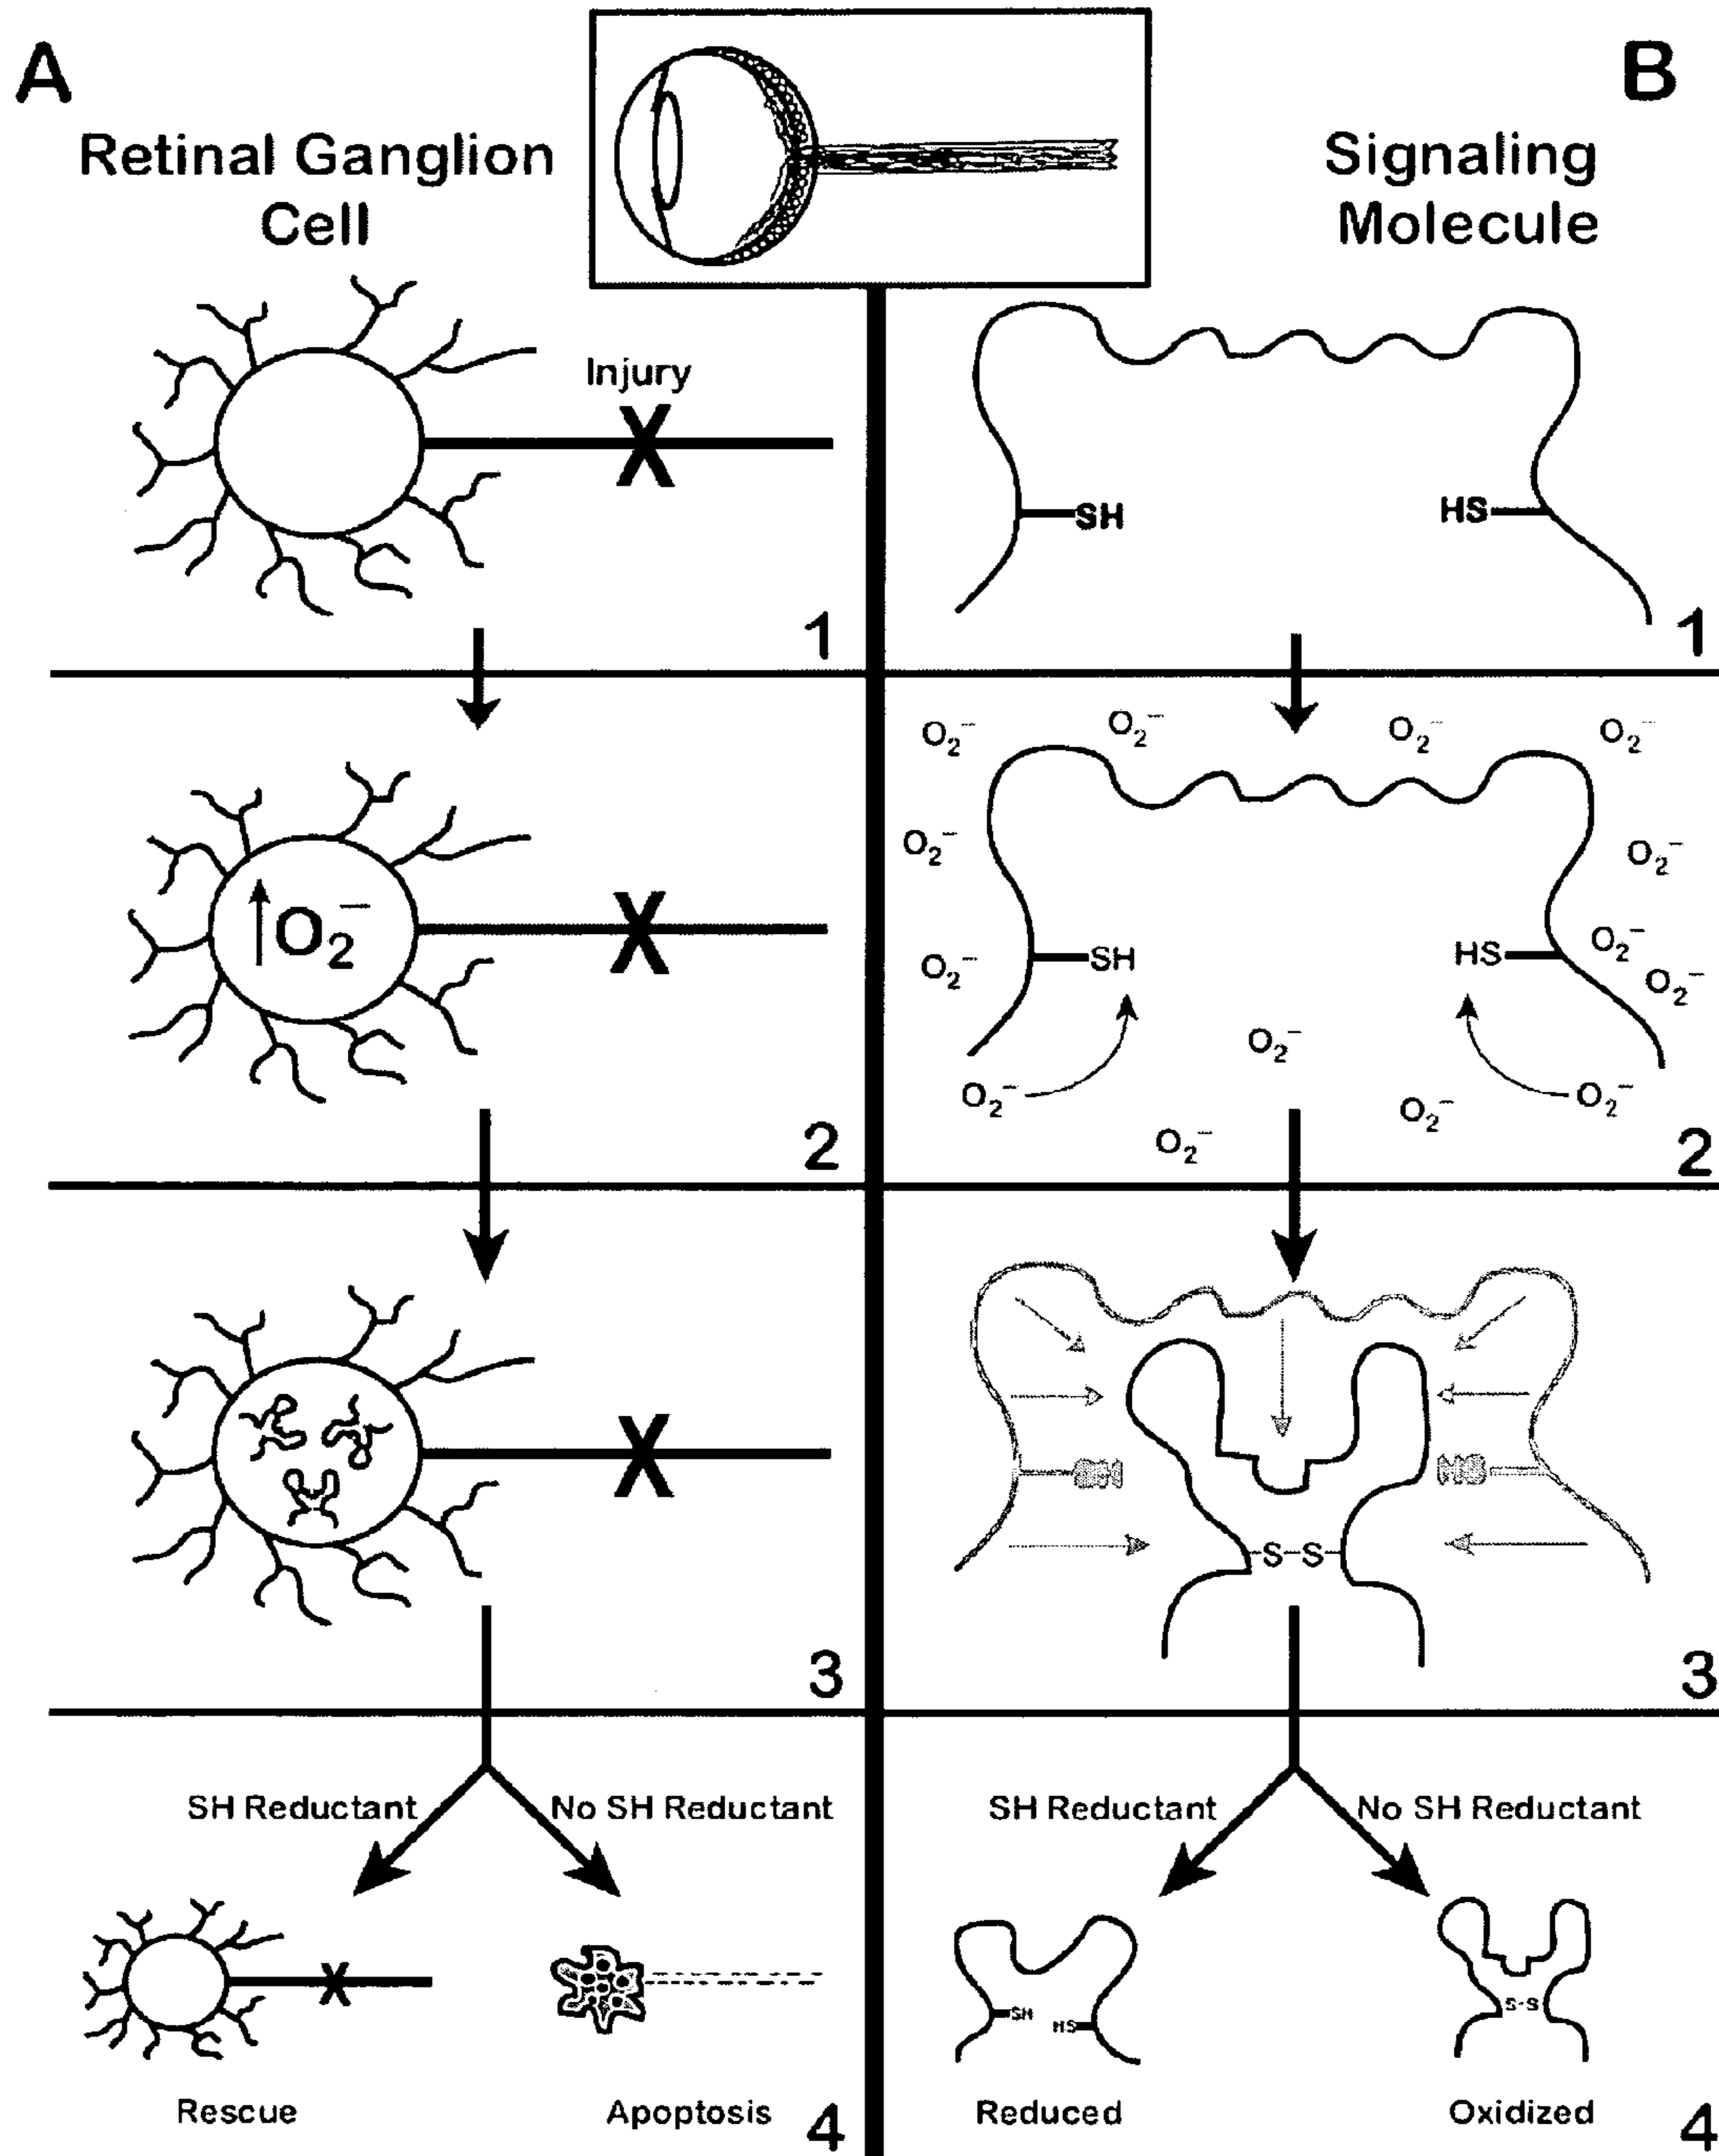 A
B
Retinal Ganglion
Cell
Signaling
Molecule
Injury
X
1
SH
HS
1
↑O₂⁻
X
2
O₂⁻
O₂⁻
O₂⁻
O₂⁻
O₂⁻
O₂⁻
O₂⁻
SH
HS
O₂⁻
O₂⁻
O₂⁻
O₂⁻
O₂⁻
O₂⁻
O₂⁻
2
X
3
SH
HS
S-S
3
SH Reductant
No SH Reductant
X
Rescue
Apoptosis
4
SH Reductant
No SH Reductant
SH
HS
S-S
Reduced
Oxidized
4